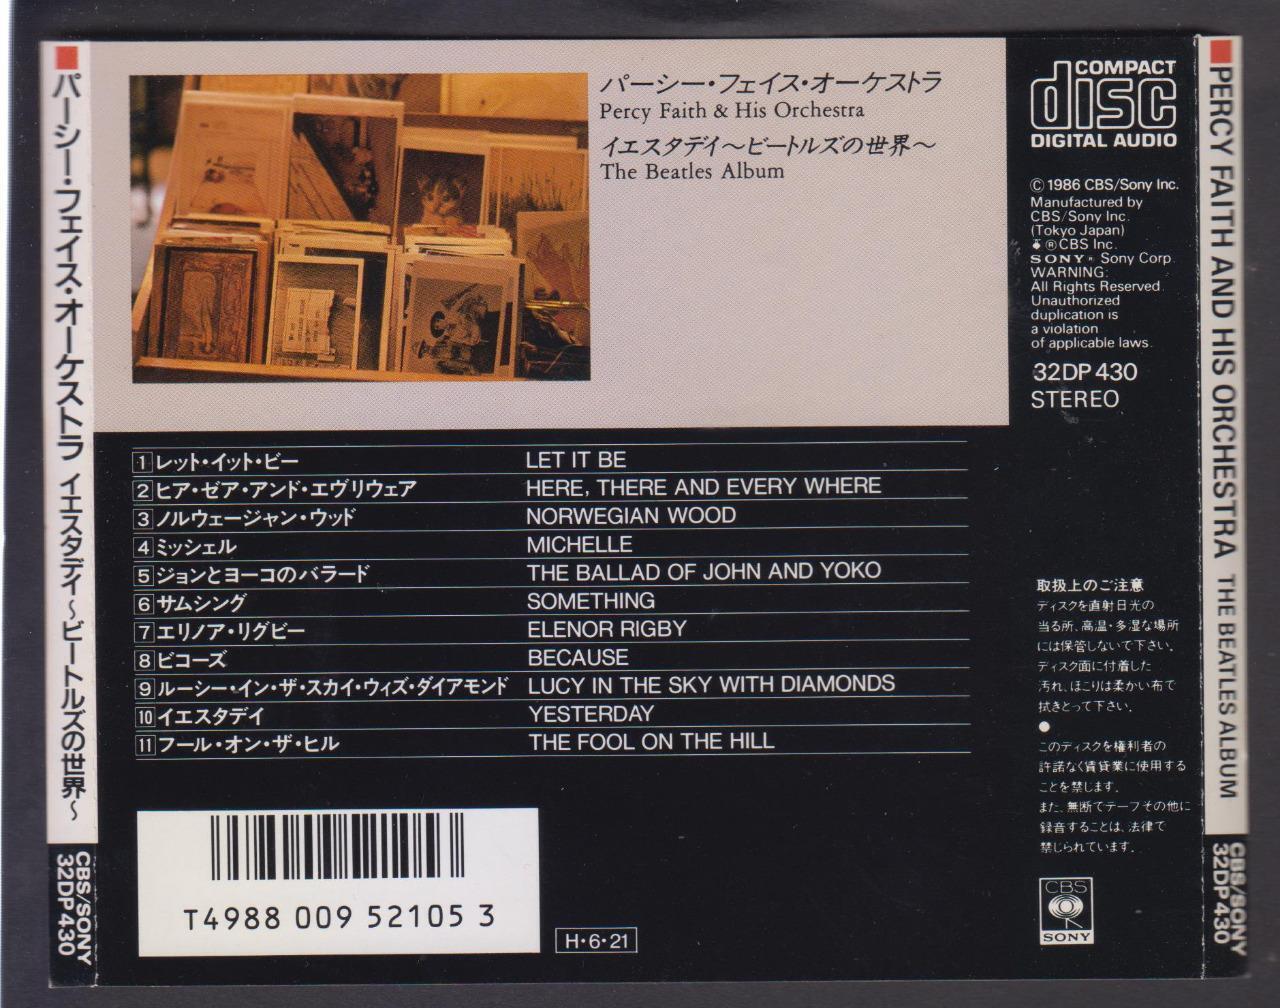 パーシー・フェイス・オーケストラ イエスタデイ〜ビートルズの世界〜
CBS/SONY
32DP 430
パーシー・フェイス・オーケストラ
Percy Faith & His Orchestra
イエスタデイ〜ビートルズの世界〜
The Beatles Album
1 レット・イット・ビー LET IT BE
2 ヒア・ゼア・アンド・エヴリウェア HERE, THERE AND EVERY WHERE
3 ノルウェージャン・ウッド NORWEGIAN WOOD
4 ミッシェル MICHELLE
5 ジョンとヨーコのバラード THE BALLAD OF JOHN AND YOKO
6 サムシング SOMETHING
7 エリノア・リグビー ELENOR RIGBY
8 ビコーズ BECAUSE
9 ルーシー・イン・ザ・スカイ・ウィズ・ダイアモンド LUCY IN THE SKY WITH DIAMONDS
10 イエスタデイ YESTERDAY
11 フール・オン・ザ・ヒル THE FOOL ON THE HILL
T4988 009 52105 3
H・6・21
COMPACT
disc
DIGITAL AUDIO
© 1986 CBS/Sony Inc.
Manufactured by
CBS/Sony Inc.
(Tokyo Japan)
® CBS Inc.
SONY® Sony Corp.
WARNING:
All Rights Reserved.
Unauthorized
duplication is
a violation
of applicable laws.
32DP 430
STEREO
取扱上のご注意
ディスクを直射日光の
当る所、高温・多湿な場所
には保管しないで下さい。
ディスク面に付着した
汚れ、ほこりは柔かい布で
拭きとって下さい。
●
このディスクを権利者の
許諾なく賃貸業に使用する
ことを禁じます。
また、無断でテープその他に
録音することは、法律で
禁じられています。
CBS
SONY
PERCY FAITH AND HIS ORCHESTRA THE BEATLES ALBUM
CBS/SONY
32DP 430